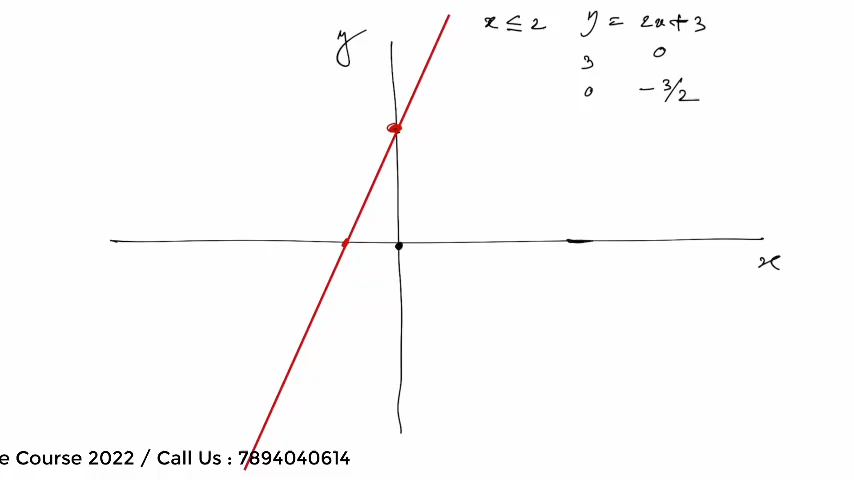 x ≤ 2 y = 2x + 3
3 0
0 - 3/2
y
x
e Course 2022 / Call Us : 7894040614